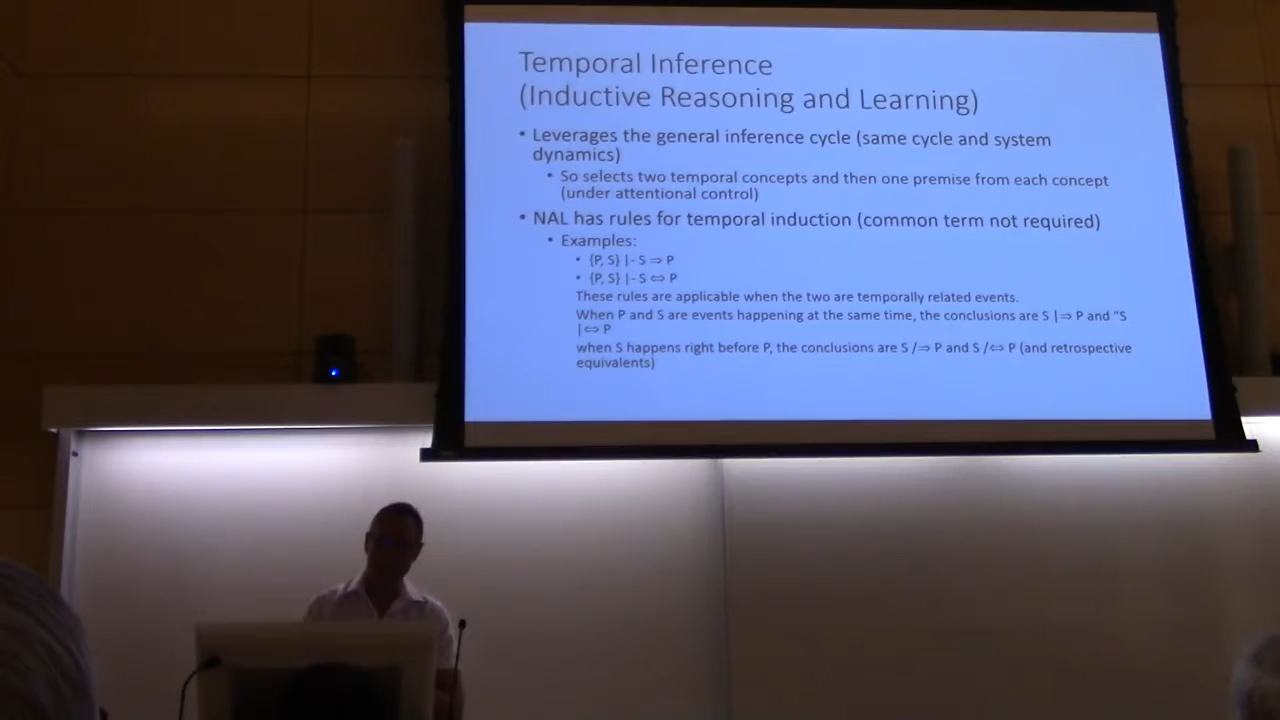 Temporal Inference
(Inductive Reasoning and Learning)
• Leverages the general inference cycle (same cycle and system
dynamics)
• So selects two temporal concepts and then one premise from each concept
(under attentional control)
• NAL has rules for temporal induction (common term not required)
• Examples:
• {P, S} |- S ⇒ P
• {P, S} |- S ⇔ P
These rules are applicable when the two are temporally related events.
When P and S are events happening at the same time, the conclusions are S |⇒ P and "S
|⇔ P
when S happens right before P, the conclusions are S /⇒ P and S /⇔ P (and retrospective
equivalents)